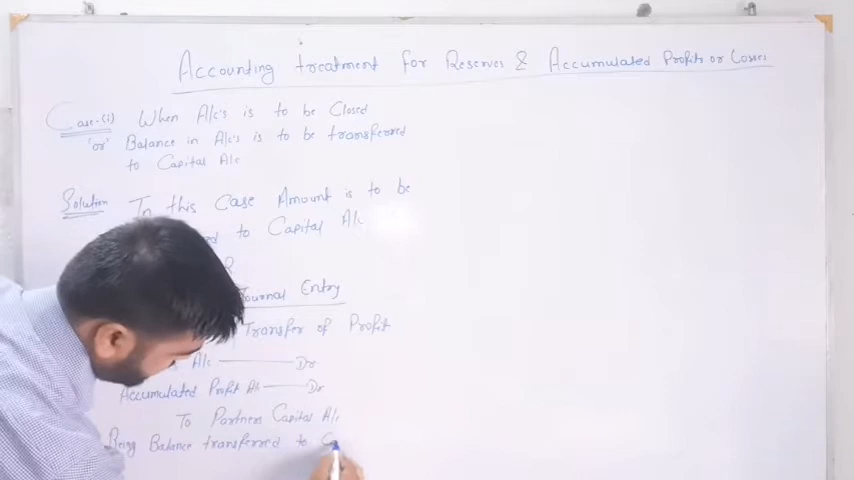 Accounting treatment for Reserves & Accumulated Profits or Losses
Case-(i) When A/c's is to be Closed
'or' Balance in A/c's is to be transferred
to Capital A/c
Solution In this Case Amount is to be
to Capital A/c
Journal Entry
Transfer of Profit
A/c Dr
Accumulated Profit A/c Dr
To Partners Capital A/c
Being Balance transferred to